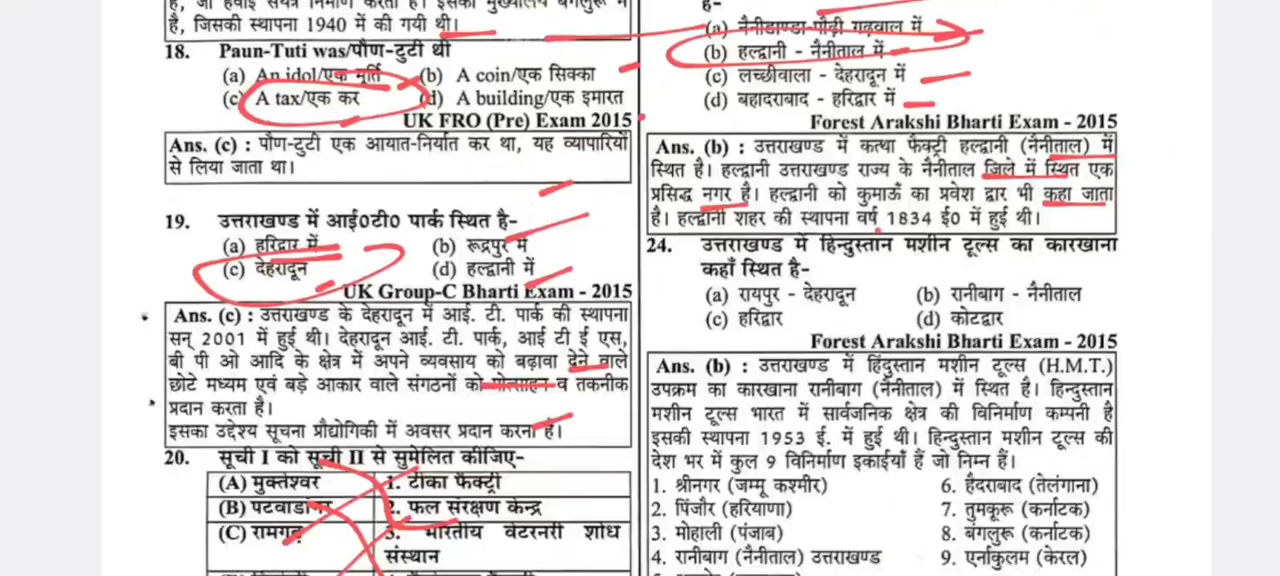 है, जिसकी स्थापना 1940 में की गयी थी।
18. Paun-Tuti was/पौण-टुटी थी
(a) An idol/एक मूर्ति (b) A coin/एक सिक्का
(c) A tax/एक कर (d) A building/एक इमारत
UK FRO (Pre) Exam 2015
Ans. (c) : पौण-टुटी एक आयात-निर्यात कर था, यह व्यापारियों
से लिया जाता था।
19. उत्तराखण्ड में आई०टी० पार्क स्थित है-
(a) हरिद्वार में (b) रूद्रपुर में
(c) देहरादून (d) हल्द्वानी में
UK Group-C Bharti Exam - 2015
Ans. (c) : उत्तराखण्ड के देहरादून में आई. टी. पार्क की स्थापना
सन् 2001 में हुई थी। देहरादून आई. टी. पार्क, आई टी ई एस,
बी पी ओ आदि के क्षेत्र में अपने व्यवसाय को बढ़ावा देने वाले
छोटे मध्यम एवं बड़े आकार वाले संगठनों को प्रोत्साहन व तकनीक
प्रदान करता है।
इसका उद्देश्य सूचना प्रौद्योगिकी में अवसर प्रदान करना है।
20. सूची I को सूची II से सुमेलित कीजिए-
(A) मुक्तेश्वर 1. टीका फैक्ट्री
(B) पटवाडांगर 2. फल संरक्षण केन्द्र
(C) रामगढ़ 3. भारतीय वेटरनरी शोध
संस्थान
है-
(a) नैनीडाण्डा-पौढ़ी गढ़वाल में
(b) हल्द्वानी - नैनीताल में
(c) लच्छीवाला - देहरादून में
(d) बहादराबाद - हरिद्वार में
Forest Arakshi Bharti Exam - 2015
Ans. (b) : उत्तराखण्ड में कत्था फैक्ट्री हल्द्वानी (नैनीताल) में
स्थित है। हल्द्वानी उत्तराखण्ड राज्य के नैनीताल जिले में स्थित एक
प्रसिद्ध नगर है। हल्द्वानी को कुमाऊँ का प्रवेश द्वार भी कहा जाता
है। हल्द्वानी शहर की स्थापना वर्ष 1834 ई० में हुई थी।
24. उत्तराखण्ड में हिन्दुस्तान मशीन टूल्स का कारखाना
कहाँ स्थित है-
(a) रायपुर - देहरादून (b) रानीबाग - नैनीताल
(c) हरिद्वार (d) कोटद्वार
Forest Arakshi Bharti Exam - 2015
Ans. (b) : उत्तराखण्ड में हिंदुस्तान मशीन टूल्स (H.M.T.)
उपक्रम का कारखाना रानीबाग (नैनीताल) में स्थित है। हिन्दुस्तान
मशीन टूल्स भारत में सार्वजनिक क्षेत्र की विनिर्माण कम्पनी है
इसकी स्थापना 1953 ई. में हुई थी। हिन्दुस्तान मशीन टूल्स की
देश भर में कुल 9 विनिर्माण इकाईयाँ हैं जो निम्न हैं।
1. श्रीनगर (जम्मू कश्मीर) 6. हैदराबाद (तेलंगाना)
2. पिंजौर (हरियाणा) 7. तुमकूरू (कर्नाटक)
3. मोहाली (पंजाब) 8. बंगलुरू (कर्नाटक)
4. रानीबाग (नैनीताल) उत्तराखण्ड 9. एर्नाकुलम (केरल)